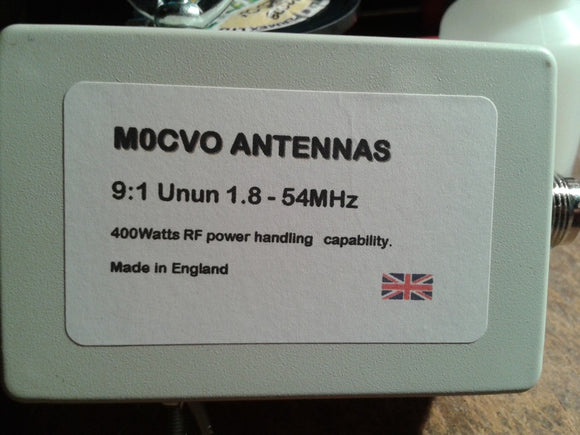 M0CVO ANTENNAS
9:1 Unun 1.8 - 54MHz
400Watts RF power handling capability.
Made in England